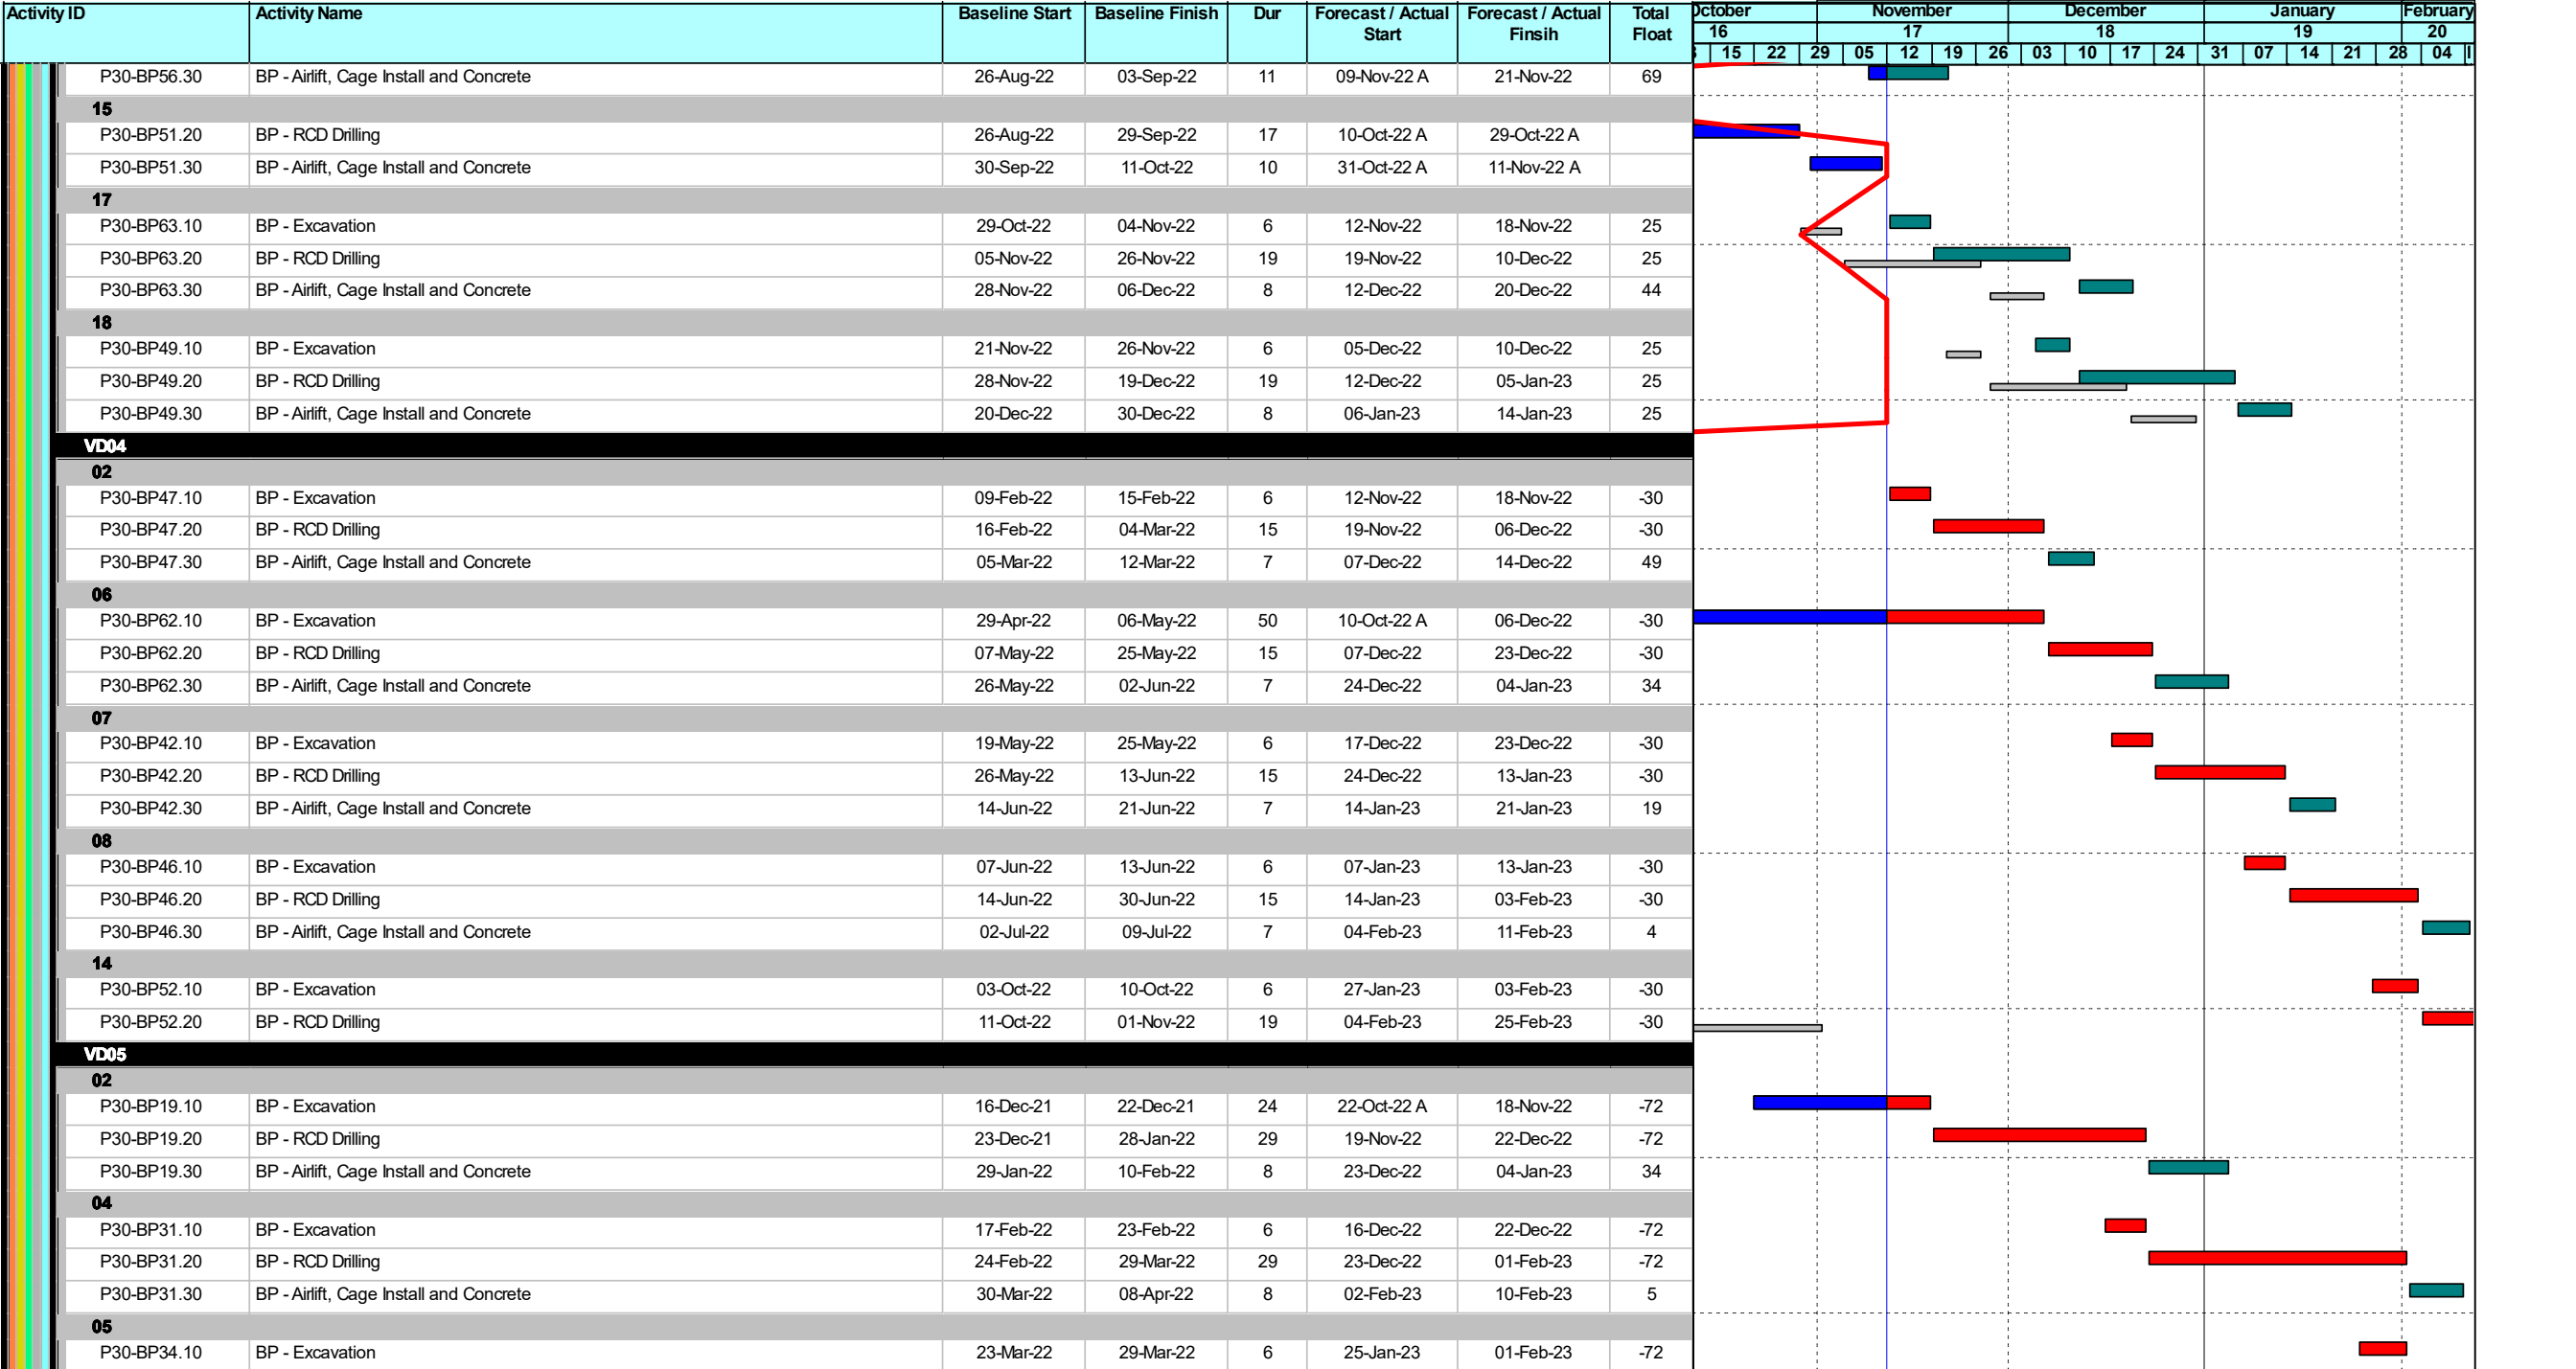 Activity ID Activity Name Baseline Start Baseline Finish Dur Forecast / Actual Start Forecast / Actual Finsih Total Float October November December January February
16 17 18 19 20
15 22 29 05 12 19 26 03 10 17 24 31 07 14 21 28 04
P30-BP56.30 BP - Airlift, Cage Install and Concrete 26-Aug-22 03-Sep-22 11 09-Nov-22 A 21-Nov-22 69
15
P30-BP51.20 BP - RCD Drilling 26-Aug-22 29-Sep-22 17 10-Oct-22 A 29-Oct-22 A
P30-BP51.30 BP - Airlift, Cage Install and Concrete 30-Sep-22 11-Oct-22 10 31-Oct-22 A 11-Nov-22 A
17
P30-BP63.10 BP - Excavation 29-Oct-22 04-Nov-22 6 12-Nov-22 18-Nov-22 25
P30-BP63.20 BP - RCD Drilling 05-Nov-22 26-Nov-22 19 19-Nov-22 10-Dec-22 25
P30-BP63.30 BP - Airlift, Cage Install and Concrete 28-Nov-22 06-Dec-22 8 12-Dec-22 20-Dec-22 44
18
P30-BP49.10 BP - Excavation 21-Nov-22 26-Nov-22 6 05-Dec-22 10-Dec-22 25
P30-BP49.20 BP - RCD Drilling 28-Nov-22 19-Dec-22 19 12-Dec-22 05-Jan-23 25
P30-BP49.30 BP - Airlift, Cage Install and Concrete 20-Dec-22 30-Dec-22 8 06-Jan-23 14-Jan-23 25
VD04
02
P30-BP47.10 BP - Excavation 09-Feb-22 15-Feb-22 6 12-Nov-22 18-Nov-22 -30
P30-BP47.20 BP - RCD Drilling 16-Feb-22 04-Mar-22 15 19-Nov-22 06-Dec-22 -30
P30-BP47.30 BP - Airlift, Cage Install and Concrete 05-Mar-22 12-Mar-22 7 07-Dec-22 14-Dec-22 49
06
P30-BP62.10 BP - Excavation 29-Apr-22 06-May-22 50 10-Oct-22 A 06-Dec-22 -30
P30-BP62.20 BP - RCD Drilling 07-May-22 25-May-22 15 07-Dec-22 23-Dec-22 -30
P30-BP62.30 BP - Airlift, Cage Install and Concrete 26-May-22 02-Jun-22 7 24-Dec-22 04-Jan-23 34
07
P30-BP42.10 BP - Excavation 19-May-22 25-May-22 6 17-Dec-22 23-Dec-22 -30
P30-BP42.20 BP - RCD Drilling 26-May-22 13-Jun-22 15 24-Dec-22 13-Jan-23 -30
P30-BP42.30 BP - Airlift, Cage Install and Concrete 14-Jun-22 21-Jun-22 7 14-Jan-23 21-Jan-23 19
08
P30-BP46.10 BP - Excavation 07-Jun-22 13-Jun-22 6 07-Jan-23 13-Jan-23 -30
P30-BP46.20 BP - RCD Drilling 14-Jun-22 30-Jun-22 15 14-Jan-23 03-Feb-23 -30
P30-BP46.30 BP - Airlift, Cage Install and Concrete 02-Jul-22 09-Jul-22 7 04-Feb-23 11-Feb-23 4
14
P30-BP52.10 BP - Excavation 03-Oct-22 10-Oct-22 6 27-Jan-23 03-Feb-23 -30
P30-BP52.20 BP - RCD Drilling 11-Oct-22 01-Nov-22 19 04-Feb-23 25-Feb-23 -30
VD05
02
P30-BP19.10 BP - Excavation 16-Dec-21 22-Dec-21 24 22-Oct-22 A 18-Nov-22 -72
P30-BP19.20 BP - RCD Drilling 23-Dec-21 28-Jan-22 29 19-Nov-22 22-Dec-22 -72
P30-BP19.30 BP - Airlift, Cage Install and Concrete 29-Jan-22 10-Feb-22 8 23-Dec-22 04-Jan-23 34
04
P30-BP31.10 BP - Excavation 17-Feb-22 23-Feb-22 6 16-Dec-22 22-Dec-22 -72
P30-BP31.20 BP - RCD Drilling 24-Feb-22 29-Mar-22 29 23-Dec-22 01-Feb-23 -72
P30-BP31.30 BP - Airlift, Cage Install and Concrete 30-Mar-22 08-Apr-22 8 02-Feb-23 10-Feb-23 5
05
P30-BP34.10 BP - Excavation 23-Mar-22 29-Mar-22 6 25-Jan-23 01-Feb-23 -72